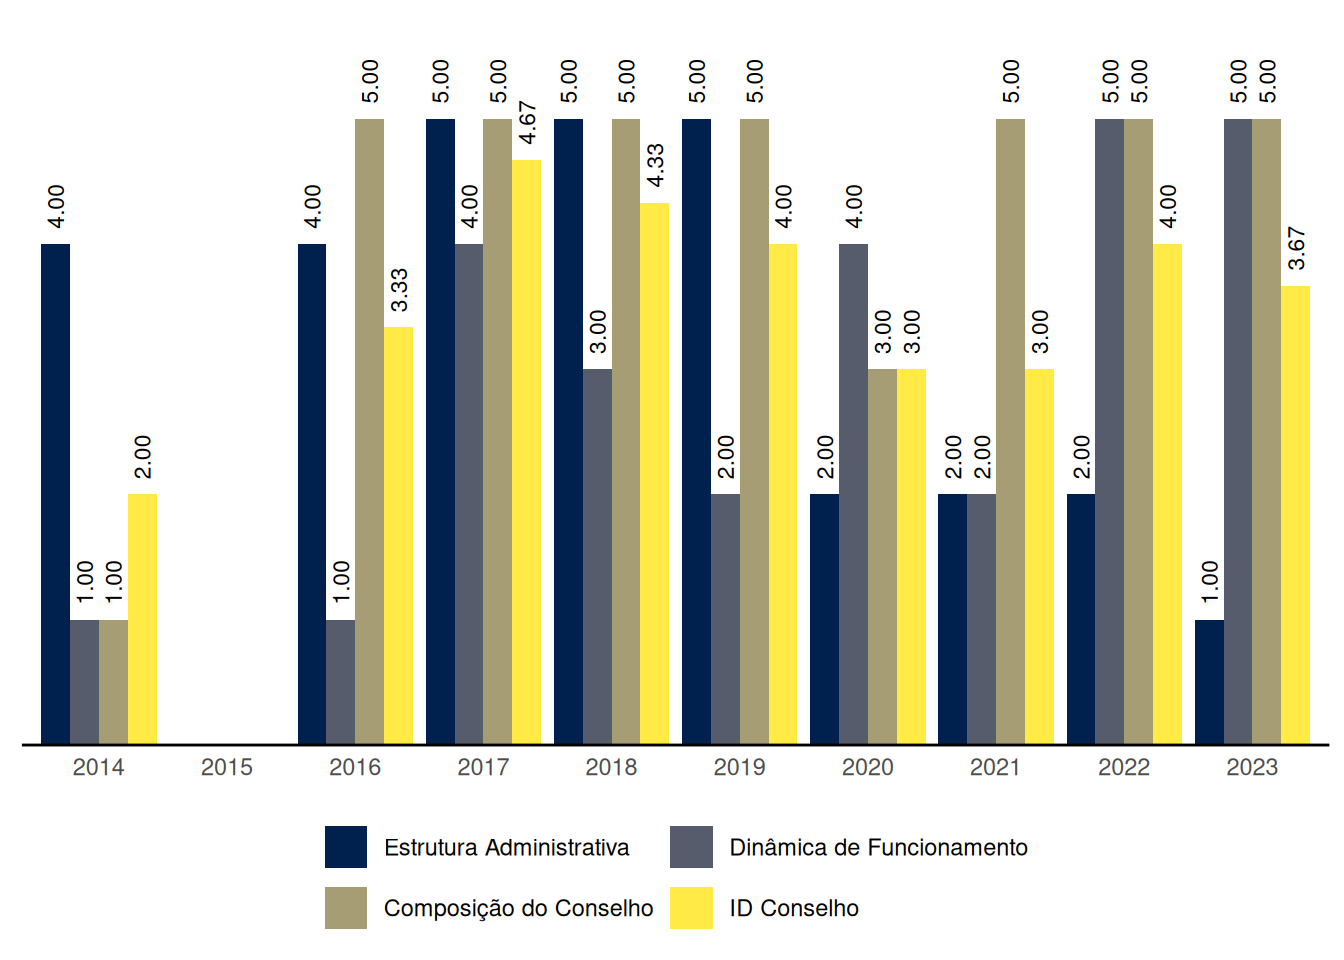 4.00 1.00 1.00 2.00 4.00 1.00 5.00 3.33 5.00 4.00 5.00 4.67 5.00 3.00 5.00 4.33 5.00 2.00 5.00 4.00 2.00 4.00 3.00 3.00 2.00 2.00 5.00 3.00 2.00 5.00 5.00 4.00 1.00 5.00 5.00 3.67
2014 2015 2016 2017 2018 2019 2020 2021 2022 2023
Estrutura Administrativa Dinâmica de Funcionamento
Composição do Conselho ID Conselho